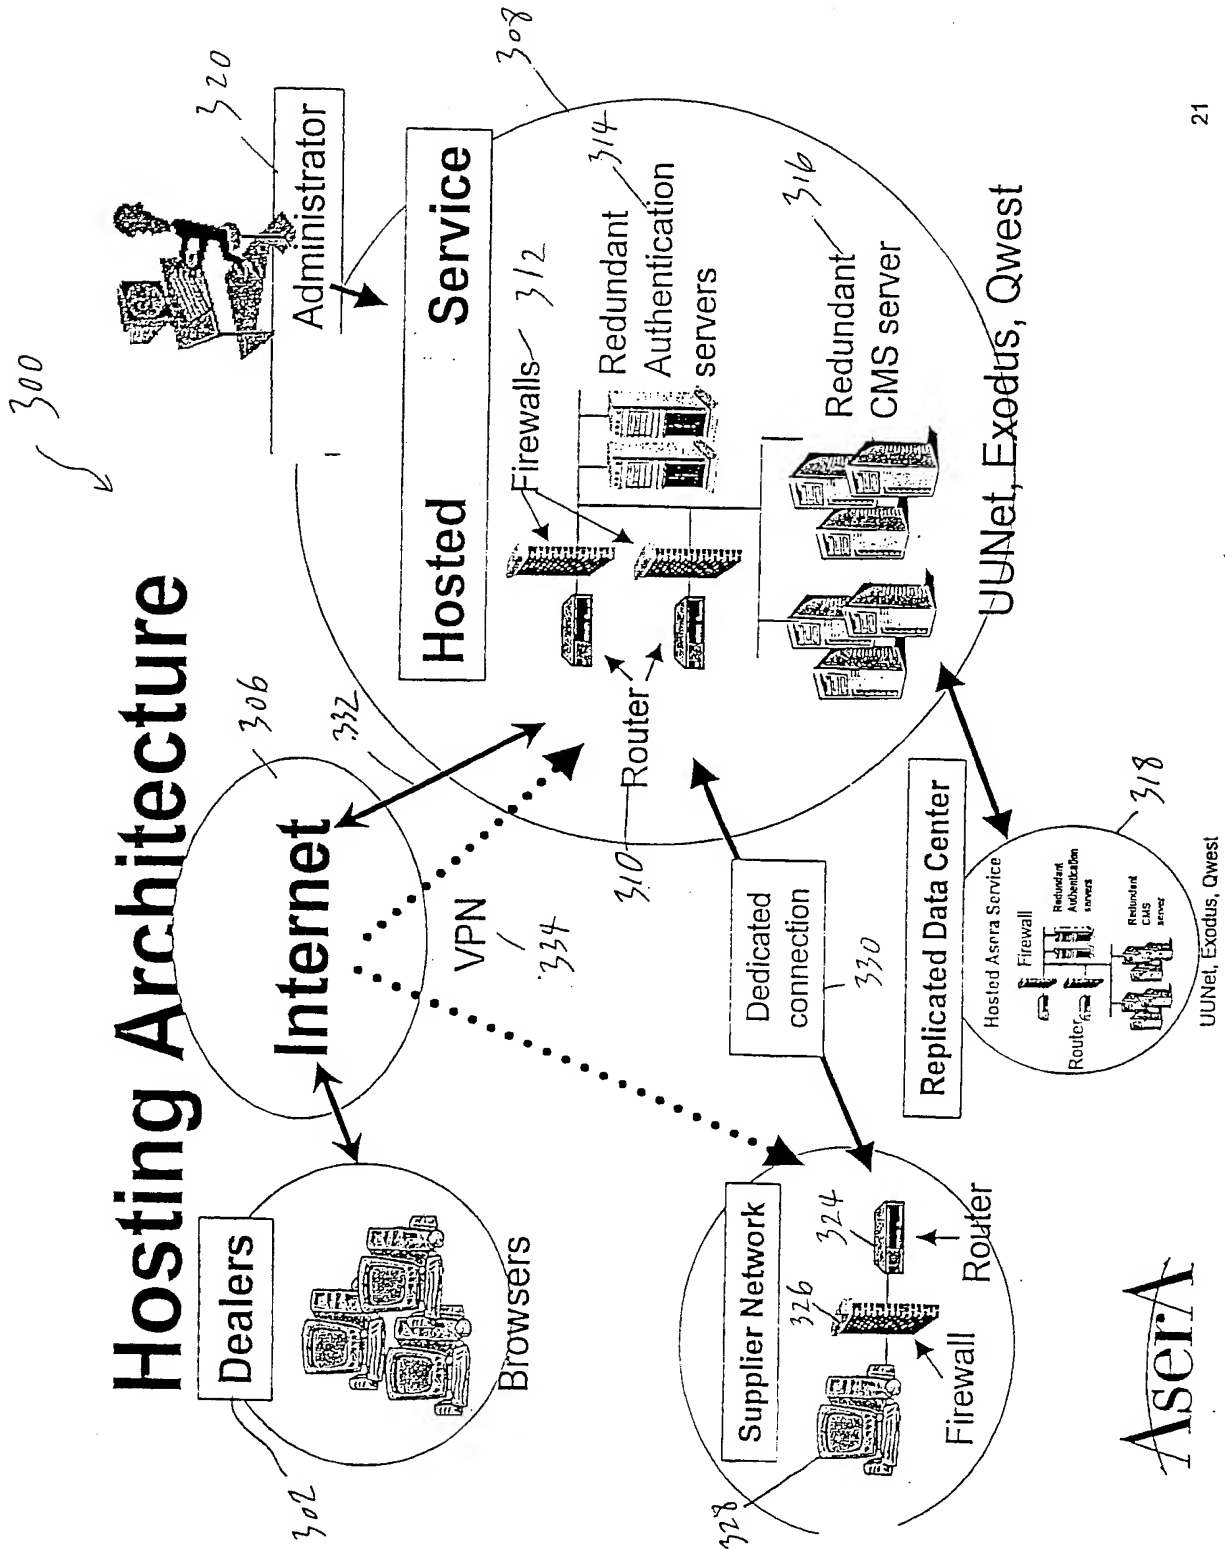 300
Hosting Architecture
Dealers
302
Browsers
Internet
306
332
VPN
334
Administrator
320
Hosted Service
308
Firewalls
312
Redundant
Authentication
servers
314
Router
310
Redundant
CMS server
316
UUNet, Exodus, Qwest
Dedicated
connection
330
Supplier Network
324
326
328
Router
Firewall
Replicated Data Center
318
Hosted Asera Service
Firewall
Redundant
Authentication
servers
Router
Redundant
CMS
server
UUNet, Exodus, Qwest
AserA
21